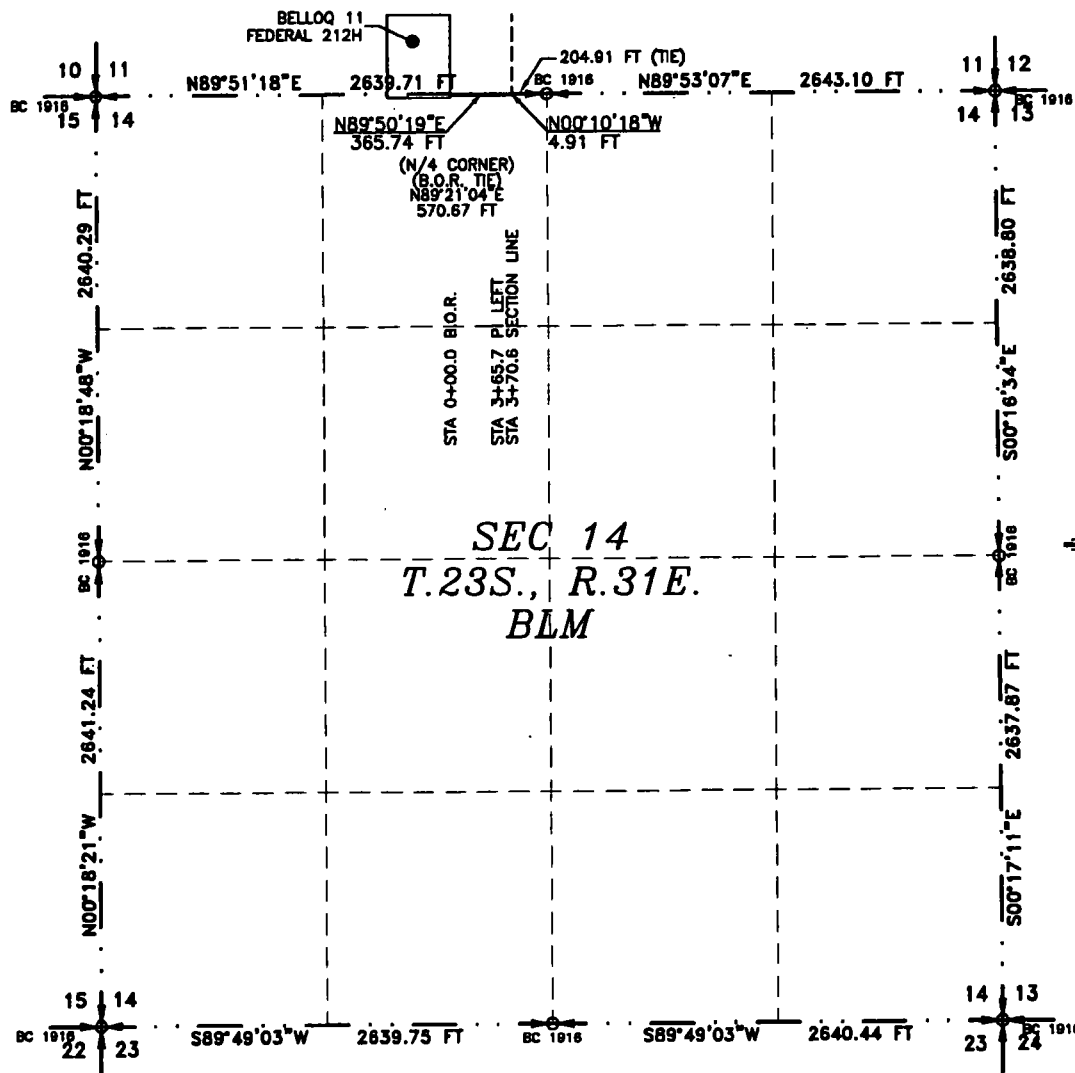 BELLOQ 11
FEDERAL 212H
204.91 FT (TIE)
10 11
BC 1916
15 14
N89°51'18"E 2639.71 FT
BC 1916
N89°53'07"E 2643.10 FT
11 12
BC 1916
14 13
N89°50'19"E
365.74 FT
N00°10'18"W
4.91 FT
(N/4 CORNER)
(B.O.R. TIE)
N89°21'04"E
570.67 FT
N00°18'48"W 2640.29 FT
S00°16'34"E 2638.80 FT
STA 0+00.0 B.O.R.
STA 3+65.7 PI LEFT
STA 3+70.6 SECTION LINE
BC 1916
BC 1916
SEC 14
T.23S., R.31E.
BLM
N00°18'21"W 2641.24 FT
S00°17'11"E 2637.87 FT
15 14
BC 1916
22 23
S89°49'03"W 2639.75 FT
BC 1916
S89°49'03"W 2640.44 FT
14 13
BC 1916
23 24